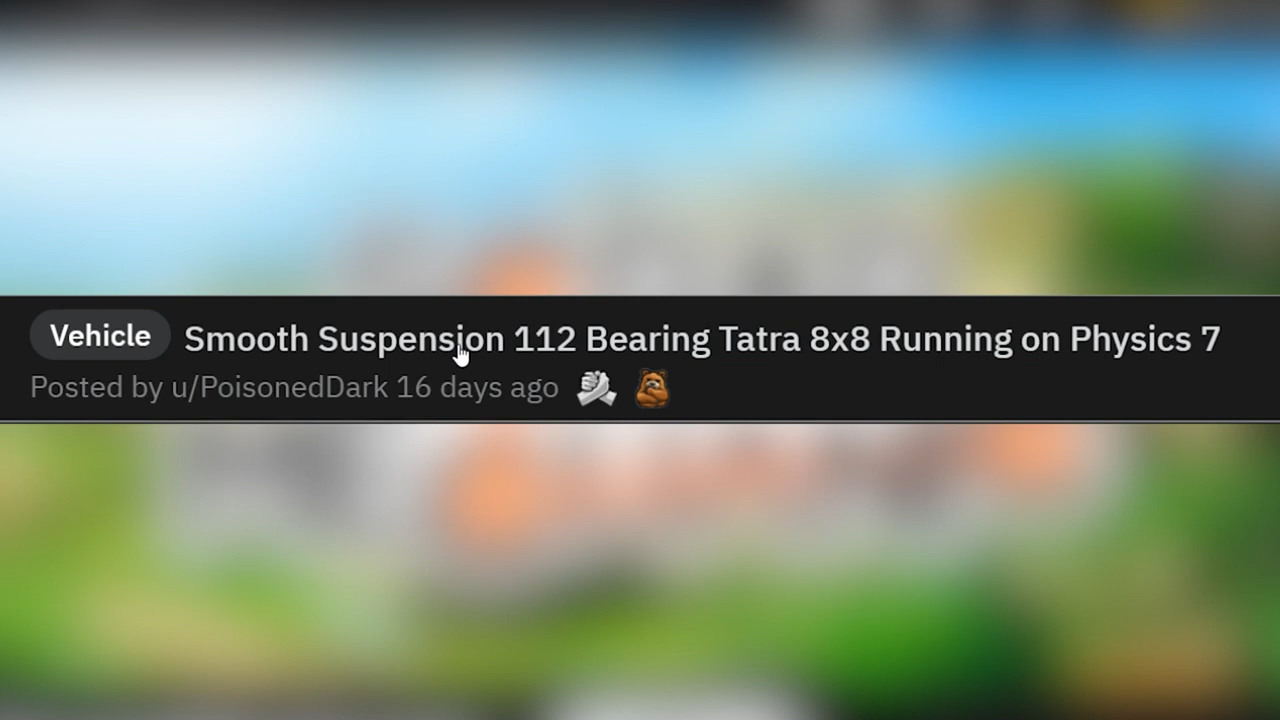 Vehicle Smooth Suspension 112 Bearing Tatra 8x8 Running on Physics 7
Posted by u/PoisonedDark 16 days ago